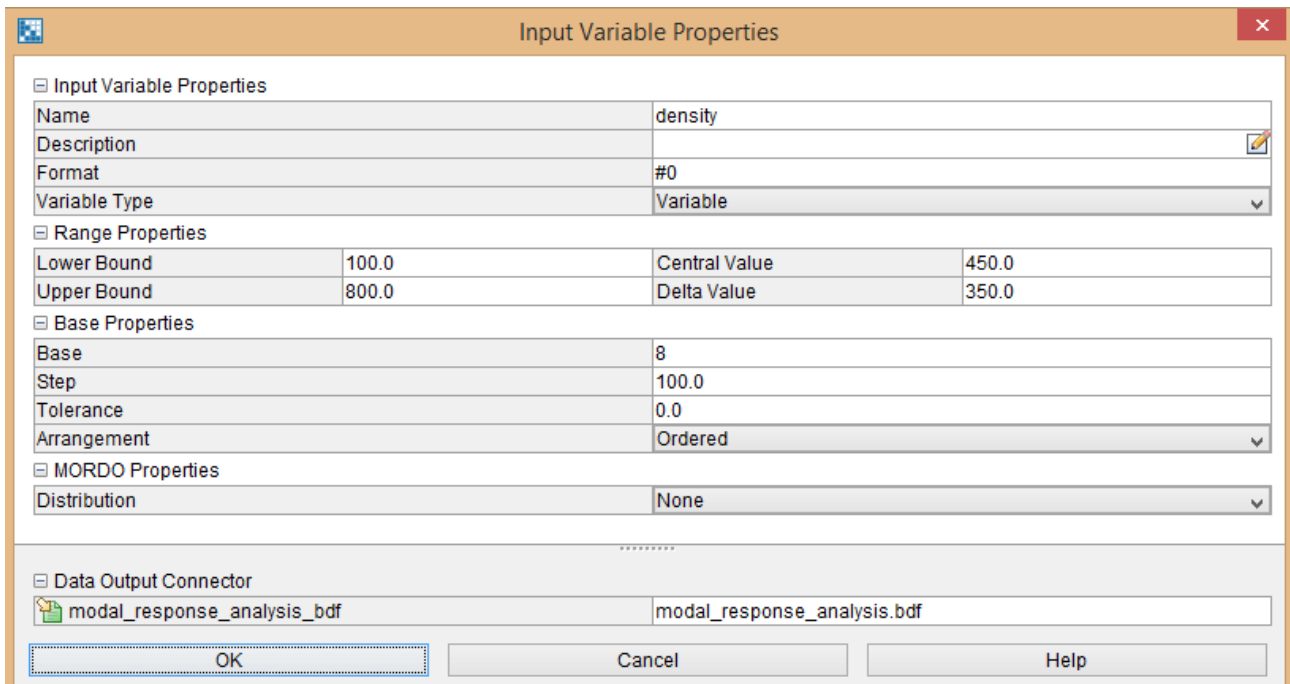 Input Variable Properties
Input Variable Properties
Name density
Description
Format #0
Variable Type Variable
Range Properties
Lower Bound 100.0 Central Value 450.0
Upper Bound 800.0 Delta Value 350.0
Base Properties
Base 8
Step 100.0
Tolerance 0.0
Arrangement Ordered
MORDO Properties
Distribution None
Data Output Connector
modal_response_analysis_bdf modal_response_analysis.bdf
OK Cancel Help